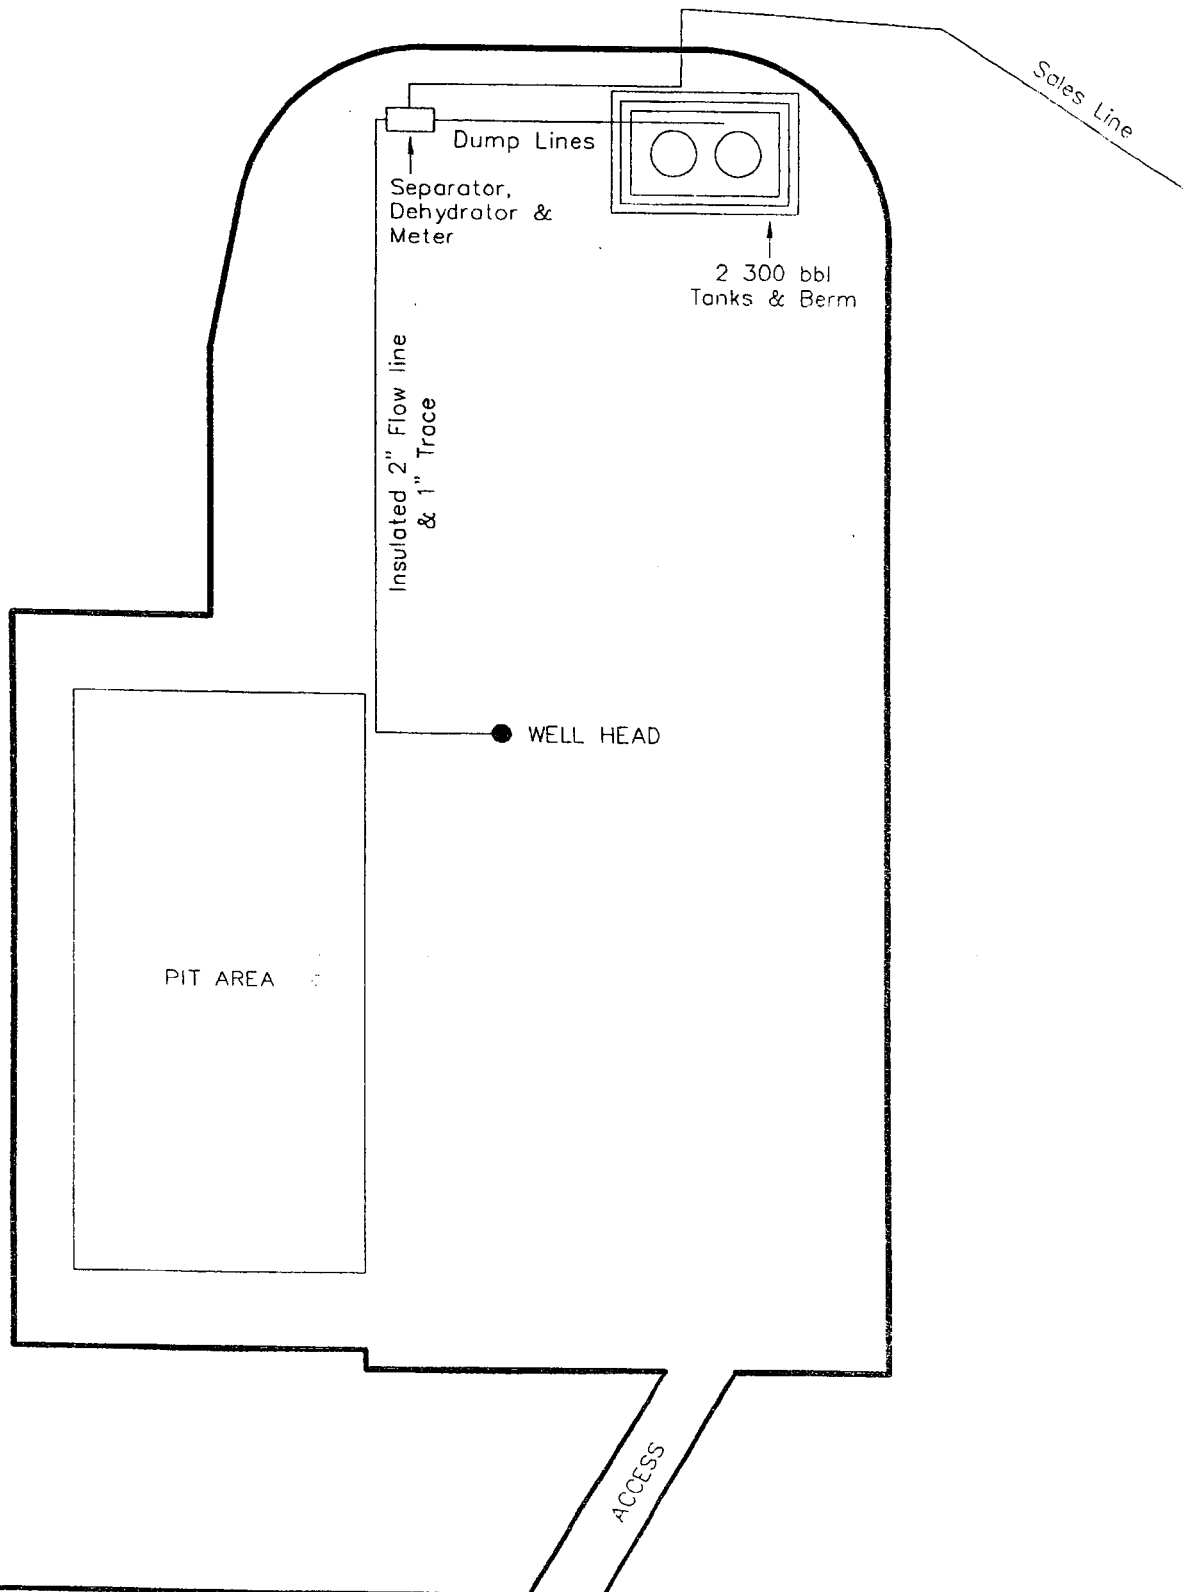 Sales Line
Dump Lines
Separator,
Dehydrator &
Meter
2 300 bbl
Tanks & Berm
Insulated 2" Flow line
& 1" Trace
WELL HEAD
PIT AREA
ACCESS